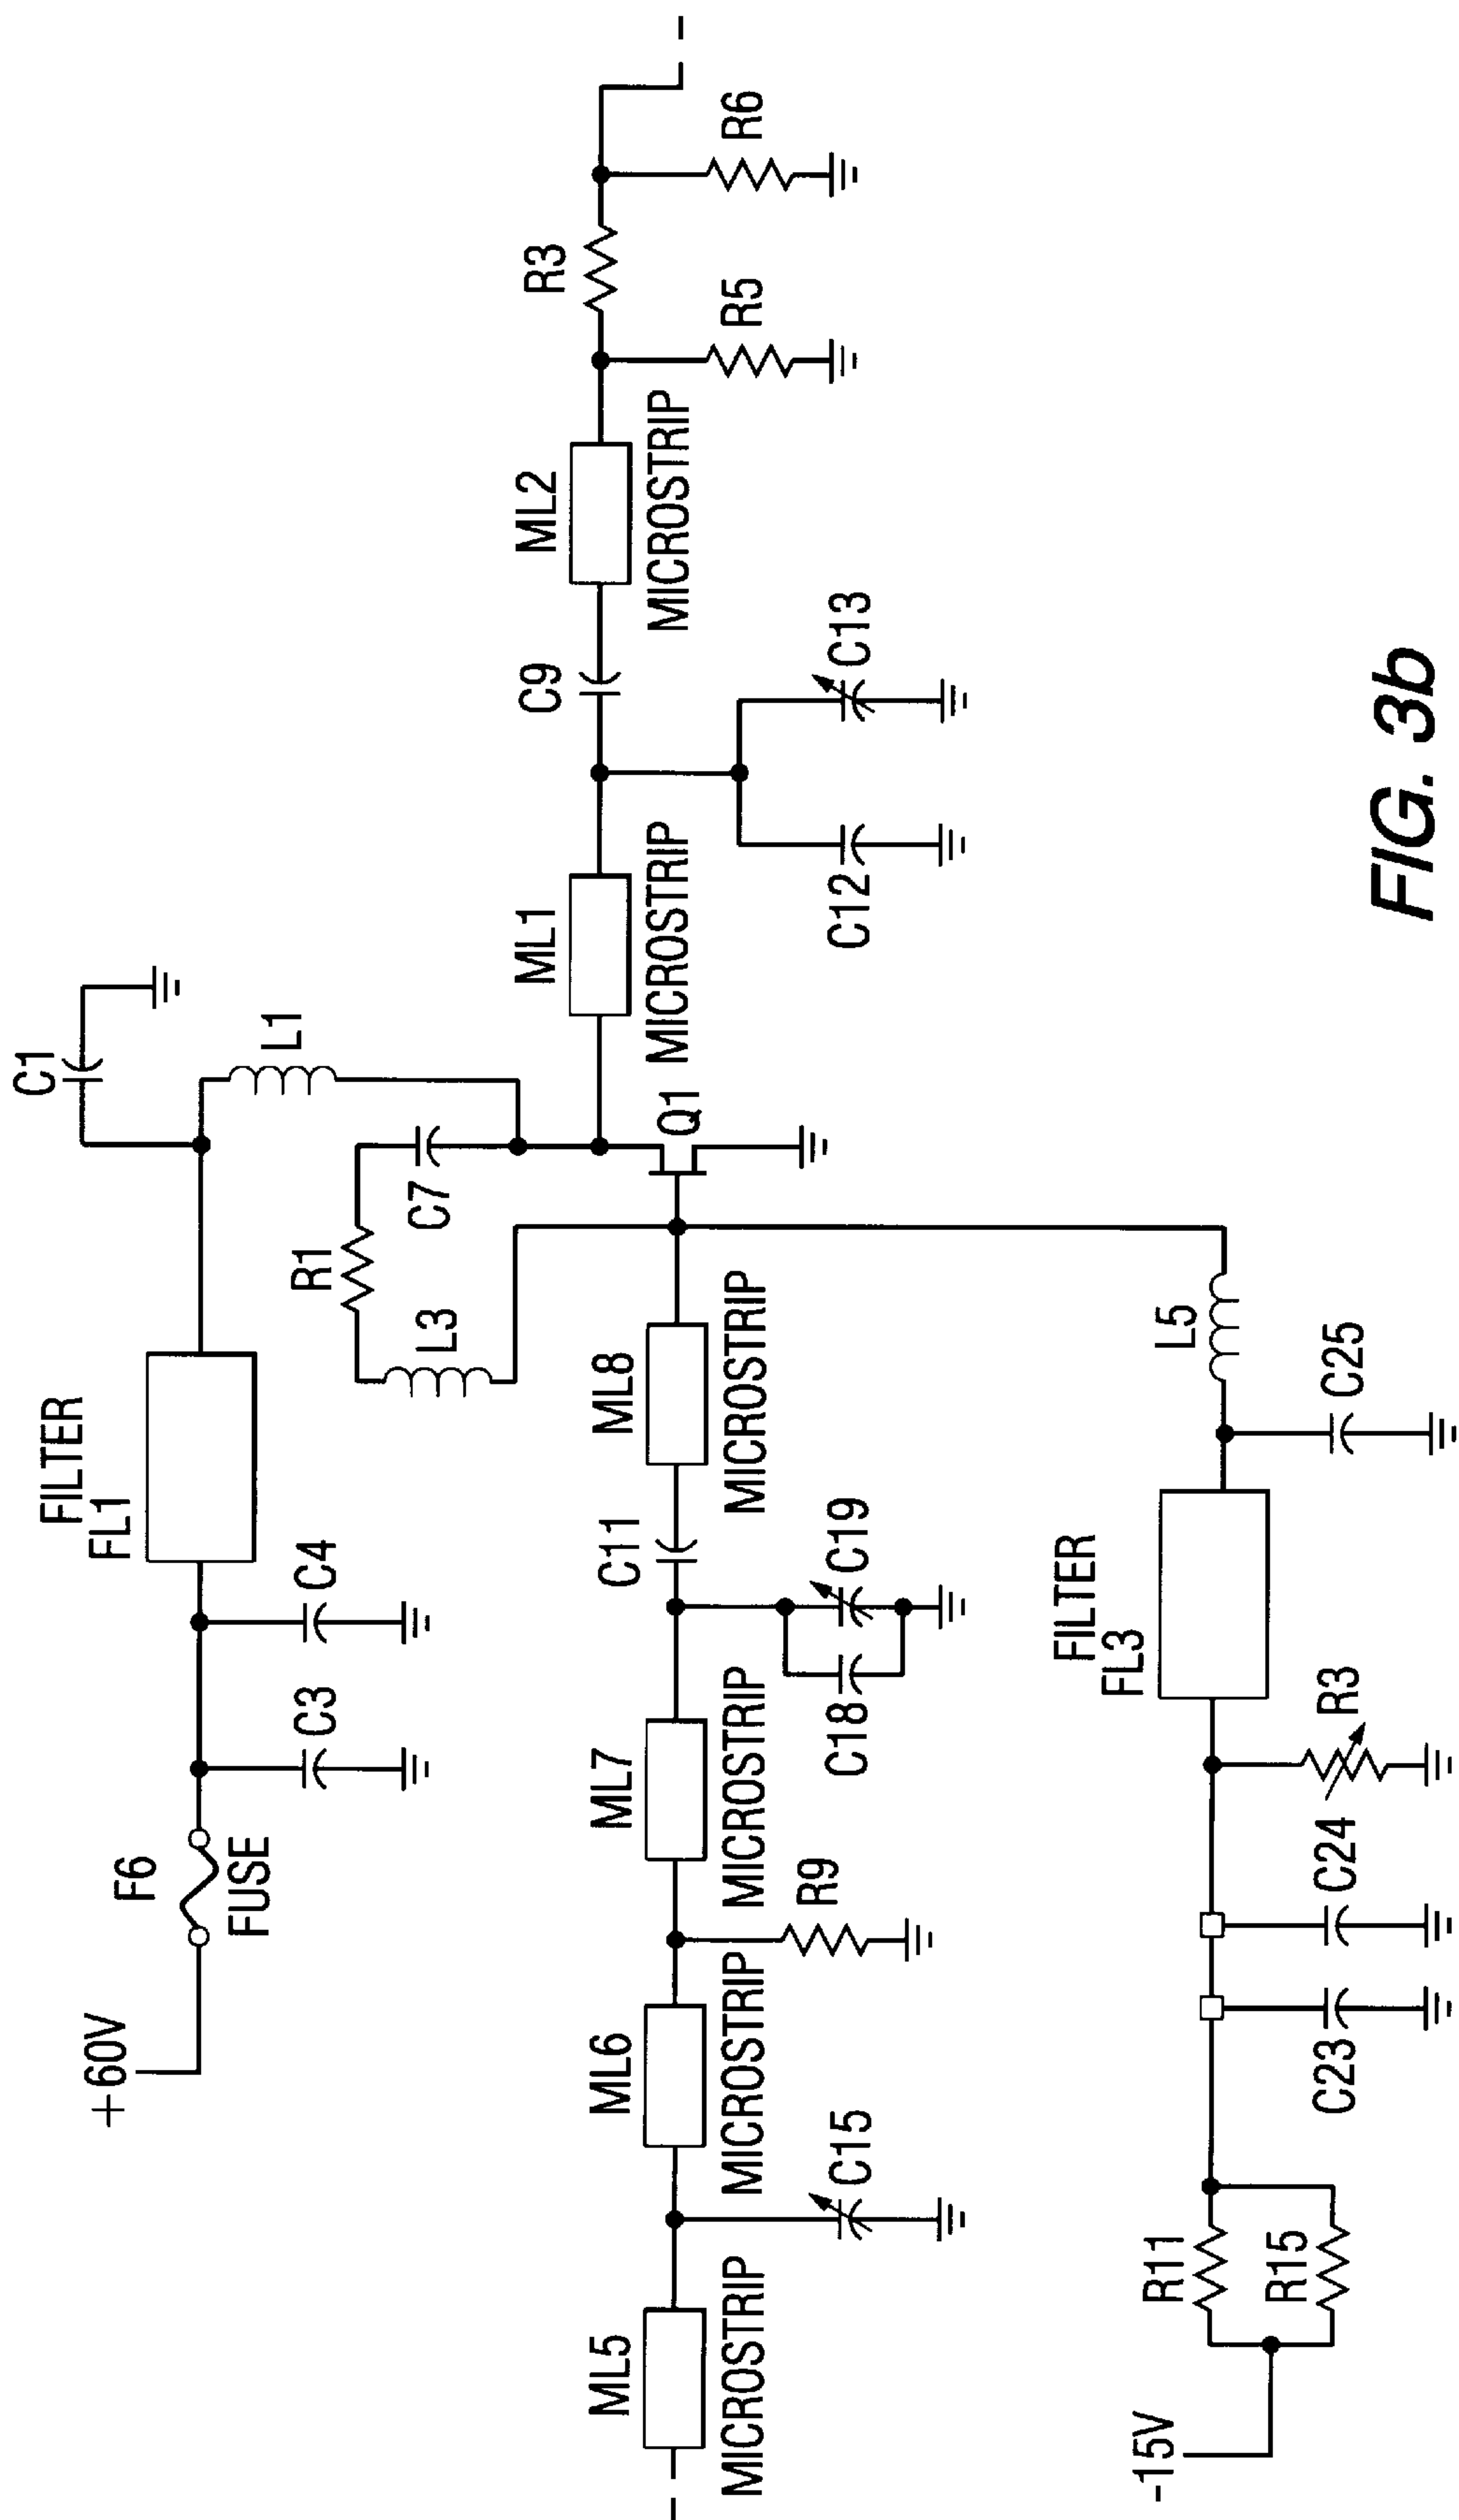 +60V
F6
FUSE
C3
C4
FILTER
FL1
C1
L1
R1
C7
L3
Q1
ML5
MICROSTRIP
C15
ML6
MICROSTRIP
R9
ML7
MICROSTRIP
C18
C19
C11
ML8
MICROSTRIP
ML1
MICROSTRIP
C12
C13
C9
ML2
MICROSTRIP
R5
R3
R6
-15V
R11
R15
C23
C24
R3
FILTER
FL3
L5
C25
FIG. 3b